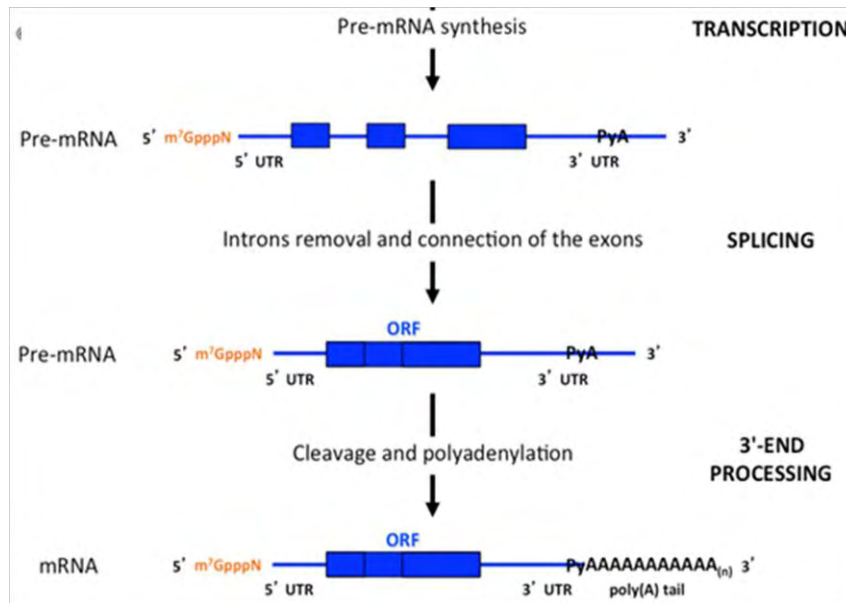 Pre-mRNA synthesis TRANSCRIPTION
Pre-mRNA 5' m⁷GpppN PyA 3'
5' UTR 3' UTR
Introns removal and connection of the exons SPLICING
ORF
Pre-mRNA 5' m⁷GpppN PyA 3'
5' UTR 3' UTR
Cleavage and polyadenylation 3'-END
PROCESSING
ORF
mRNA 5' m⁷GpppN PyAAAAAAAAAAAA(n) 3'
5' UTR 3' UTR poly(A) tail